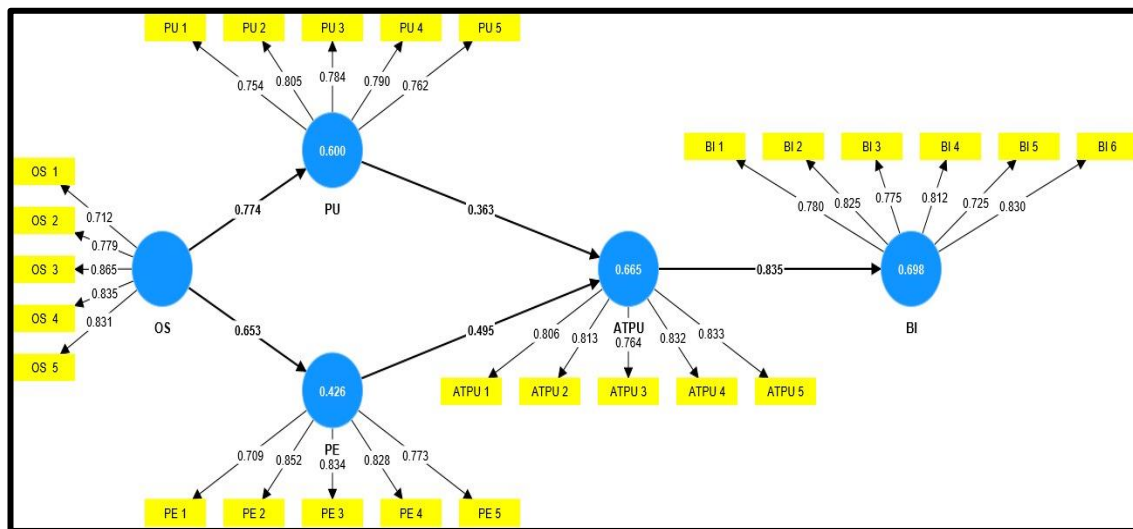 PU 1 PU 2 PU 3 PU 4 PU 5
0.754 0.805 0.784 0.790 0.762
0.600
PU
BI 1 BI 2 BI 3 BI 4 BI 5 BI 6
0.780 0.825 0.775 0.812 0.725 0.830
OS 1
OS 2
OS 3
OS 4
OS 5
0.712
0.779
0.865
0.835
0.831
OS
0.774
0.653
0.363
0.495
0.665
ATPU
0.835
0.698
BI
0.806 0.813 0.764 0.832 0.833
ATPU 1 ATPU 2 ATPU 3 ATPU 4 ATPU 5
0.426
PE
0.709 0.852 0.834 0.828 0.773
PE 1 PE 2 PE 3 PE 4 PE 5